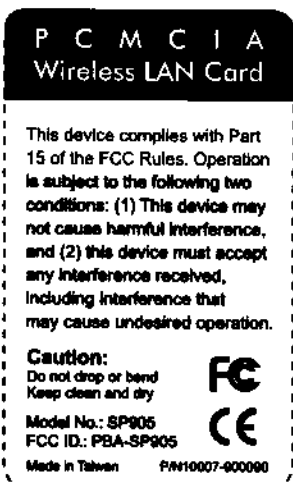 P C M C I A
Wireless LAN Card
This device complies with Part
15 of the FCC Rules. Operation
is subject to the following two
conditions: (1) This device may
not cause harmful interference,
and (2) this device must accept
any interference received,
including interference that
may cause undesired operation.
Caution:
Do not drop or bend
Keep clean and dry
FC
Model No.: SP905
FCC ID.: PBA-SP905
CE
Made in Taiwan P/N10007-900090